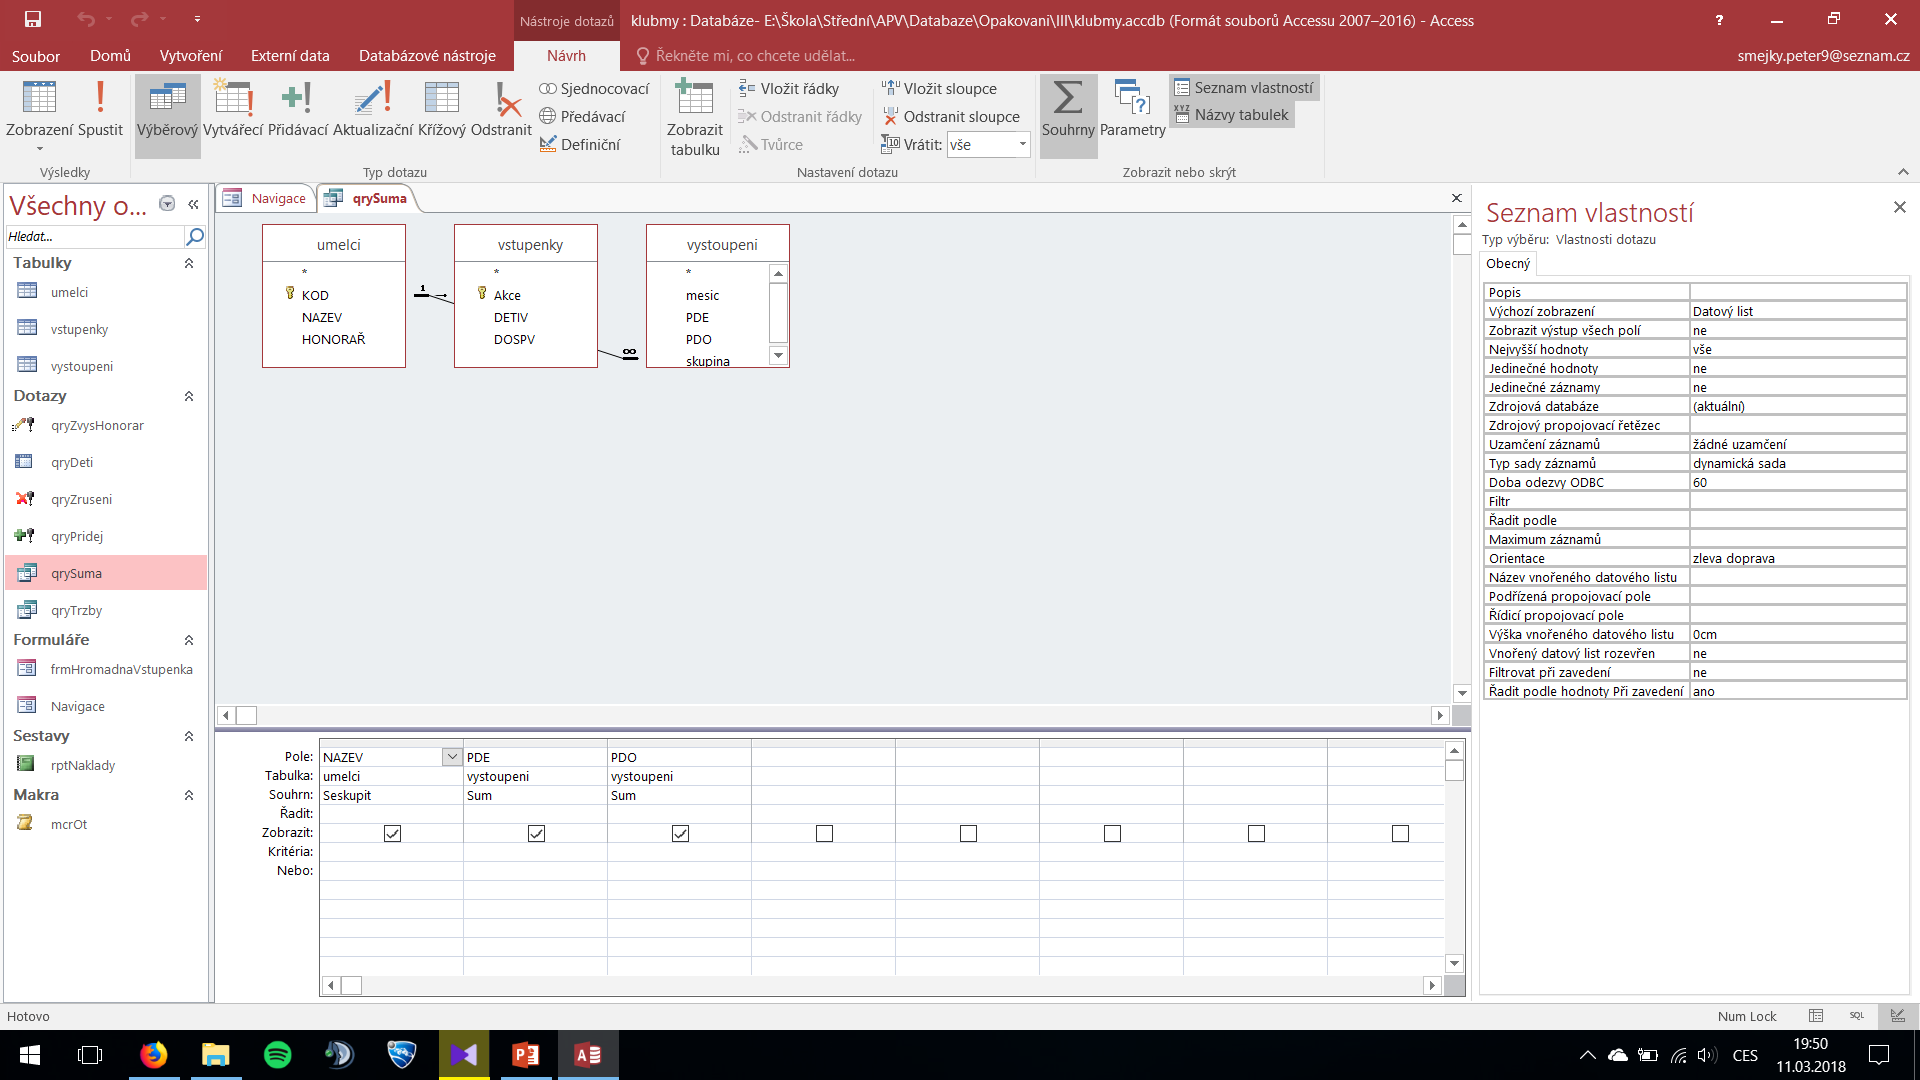 Nástroje dotazů
klubmy : Databáze- E:\Škola\Střední\APV\Databaze\Opakovani\III\klubmy.accdb (Formát souborů Accessu 2007–2016) - Access
?
Soubor
Domů
Vytvoření
Externí data
Databázové nástroje
Návrh
Řekněte mi, co chcete udělat...
smejky.peter9@seznam.cz
Zobrazení
Spustit
Výsledky
Výběrový
Vytvářecí
Přidávací
Aktualizační
Křížový
Odstranit
Sjednocovací
Předávací
Definiční
Typ dotazu
Zobrazit
tabulku
Vložit řádky
Odstranit řádky
Tvůrce
Vložit sloupce
Odstranit sloupce
Vrátit: vše
Nastavení dotazu
Souhrny
Parametry
Seznam vlastností
XYZ Názvy tabulek
Zobrazit nebo skrýt
Všechny o...
Hledat...
Tabulky
umelci
vstupenky
vystoupeni
Dotazy
qryZvysHonorar
qryDeti
qryZruseni
qryPridej
qrySuma
qryTrzby
Formuláře
frmHromadnaVstupenka
Navigace
Sestavy
rptNaklady
Makra
mcrOt
Navigace
qrySuma
umelci
*
KOD
NAZEV
HONORAŘ
1
vstupenky
*
Akce
DETIV
DOSPV
∞
vystoupeni
*
mesic
PDE
PDO
skupina
Pole: NAZEV PDE PDO
Tabulka: umelci vystoupeni vystoupeni
Souhrn: Seskupit Sum Sum
Řadit:
Zobrazit:
Kritéria:
Nebo:
Seznam vlastností
Typ výběru: Vlastnosti dotazu
Obecný
Popis
Výchozí zobrazení Datový list
Zobrazit výstup všech polí ne
Nejvyšší hodnoty vše
Jedinečné hodnoty ne
Jedinečné záznamy ne
Zdrojová databáze (aktuální)
Zdrojový propojovací řetězec
Uzamčení záznamů žádné uzamčení
Typ sady záznamů dynamická sada
Doba odezvy ODBC 60
Filtr
Řadit podle
Maximum záznamů
Orientace zleva doprava
Název vnořeného datového listu
Podřízená propojovací pole
Řídicí propojovací pole
Výška vnořeného datového listu 0cm
Vnořený datový list rozevřen ne
Filtrovat při zavedení ne
Řadit podle hodnoty Při zavedení ano
Hotovo
Num Lock
SQL
CES
19:50
11.03.2018